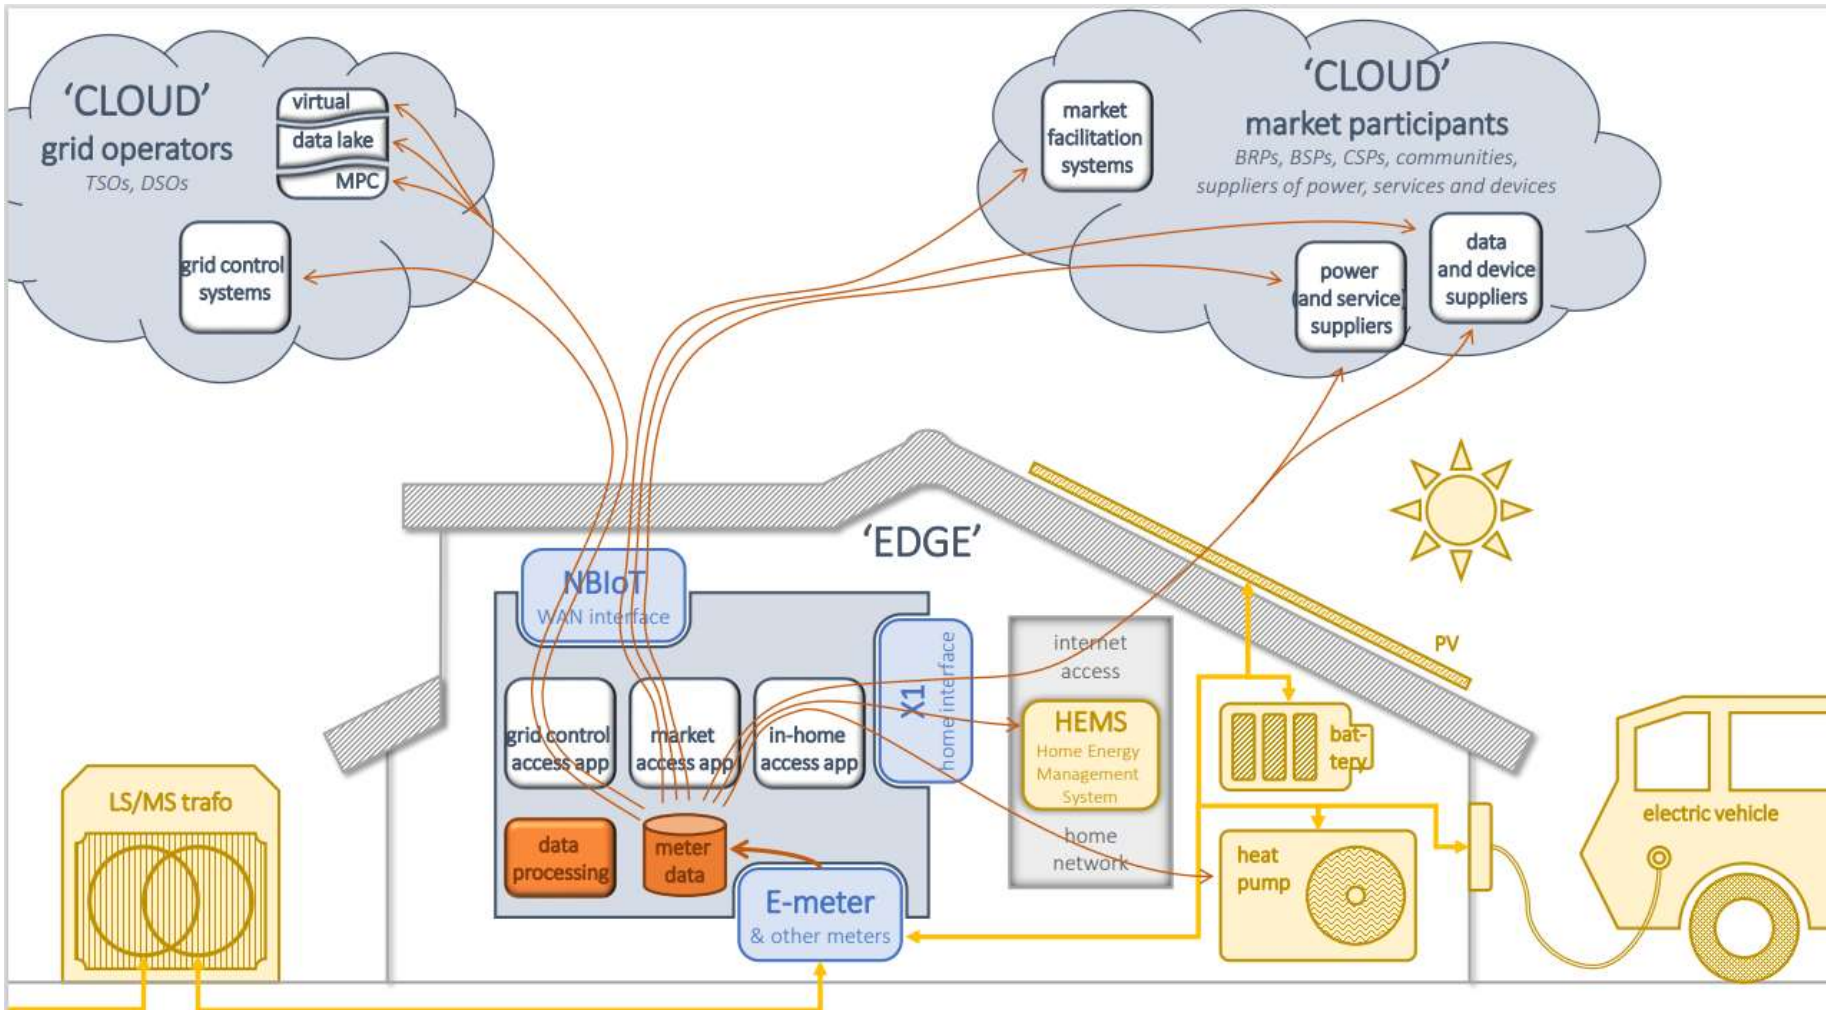 'CLOUD'
grid operators
TSOs, DSOs
virtual
data lake
MPC
grid control
systems
'CLOUD'
market participants
BRPs, BSPs, CSPs, communities,
suppliers of power, services and devices
market
facilitation
systems
data
and device
suppliers
power
(and service)
suppliers
'EDGE'
NBIoT
WAN interface
X1
home interface
internet
access
HEMS
Home Energy
Management
System
home
network
grid control
access app
market
access app
in-home
access app
data
processing
meter
data
E-meter
& other meters
PV
bat-
tery
heat
pump
electric vehicle
LS/MS trafo